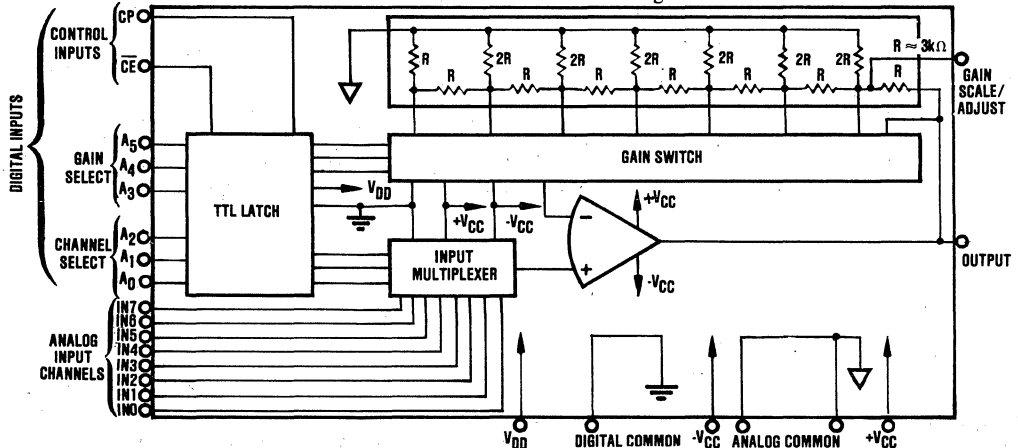 CP
CONTROL
INPUTS
CE
DIGITAL INPUTS
A5
GAIN
SELECT
A4
A3
CHANNEL
SELECT
A2
A1
A0
ANALOG
INPUT
CHANNELS
IN7
IN6
IN5
IN4
IN3
IN2
IN1
IN0
TTL LATCH
VDD
R
2R
2R
2R
2R
2R
2R
R ≈ 3kΩ
R
R
R
R
R
R
R
GAIN
SCALE/
ADJUST
GAIN SWITCH
+VCC
-VCC
INPUT
MULTIPLEXER
−
+
+VCC
-VCC
OUTPUT
VDD
DIGITAL COMMON
-VCC
ANALOG COMMON
+VCC